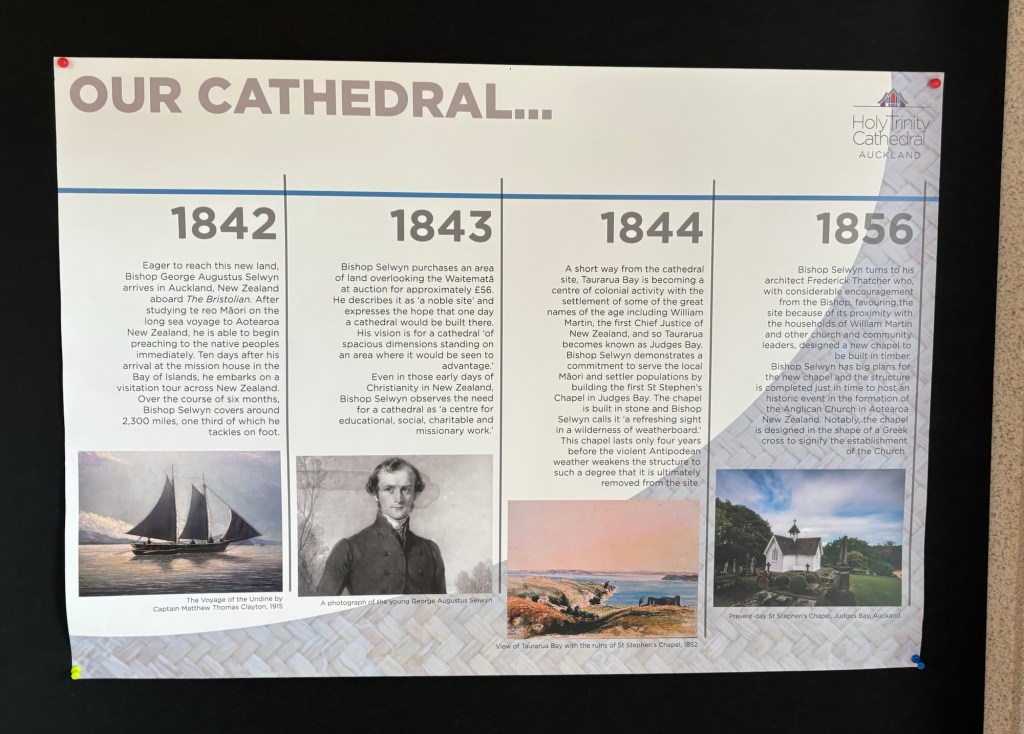 OUR CATHEDRAL...
Holy Trinity
Cathedral
AUCKLAND
1842
Eager to reach this new land,
Bishop George Augustus Selwyn
arrives in Auckland, New Zealand
aboard The Bristolian. After
studying te reo Māori on the
long sea voyage to Aotearoa
New Zealand, he is able to begin
preaching to the native peoples
immediately. Ten days after his
arrival at the mission house in the
Bay of Islands, he embarks on a
visitation tour across New Zealand.
Over the course of six months,
Bishop Selwyn covers around
2,300 miles, one third of which he
tackles on foot.
The Voyage of the Undine by
Captain Matthew Thomas Clayton, 1915
1843
Bishop Selwyn purchases an area
of land overlooking the Waitematā
at auction for approximately £56.
He describes it as 'a noble site' and
expresses the hope that one day
a cathedral would be built there.
His vision is for a cathedral 'of
spacious dimensions standing on
an area where it would be seen to
advantage.'
Even in those early days of
Christianity in New Zealand,
Bishop Selwyn observes the need
for a cathedral as 'a centre for
educational, social, charitable and
missionary work.'
A photograph of the young George Augustus Selwyn
1844
A short way from the cathedral
site, Taurarua Bay is becoming a
centre of colonial activity with the
settlement of some of the great
names of the age including William
Martin, the first Chief Justice of
New Zealand, and so Taurarua
becomes known as Judges Bay.
Bishop Selwyn demonstrates a
commitment to serve the local
Māori and settler populations by
building the first St Stephen's
Chapel in Judges Bay. The chapel
is built in stone and Bishop
Selwyn calls it 'a refreshing sight
in a wilderness of weatherboard.'
This chapel lasts only four years
before the violent Antipodean
weather weakens the structure to
such a degree that it is ultimately
removed from the site.
View of Taurarua Bay with the ruins of St Stephen's Chapel, 1852
1856
Bishop Selwyn turns to his
architect Frederick Thatcher who,
with considerable encouragement
from the Bishop, favouring the
site because of its proximity with
the households of William Martin
and other church and community
leaders, designed a new chapel to
be built in timber.
Bishop Selwyn has big plans for
the new chapel and the structure
is completed just in time to host an
historic event in the formation of
the Anglican Church in Aotearoa
New Zealand. Notably, the chapel
is designed in the shape of a Greek
cross to signify the establishment
of the Church.
Present-day St Stephen's Chapel, Judges Bay, Auckland